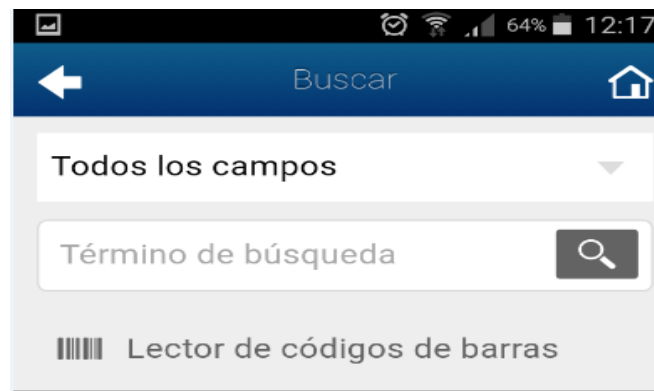 64% 12:17
Buscar
Todos los campos
Término de búsqueda
Lector de códigos de barras